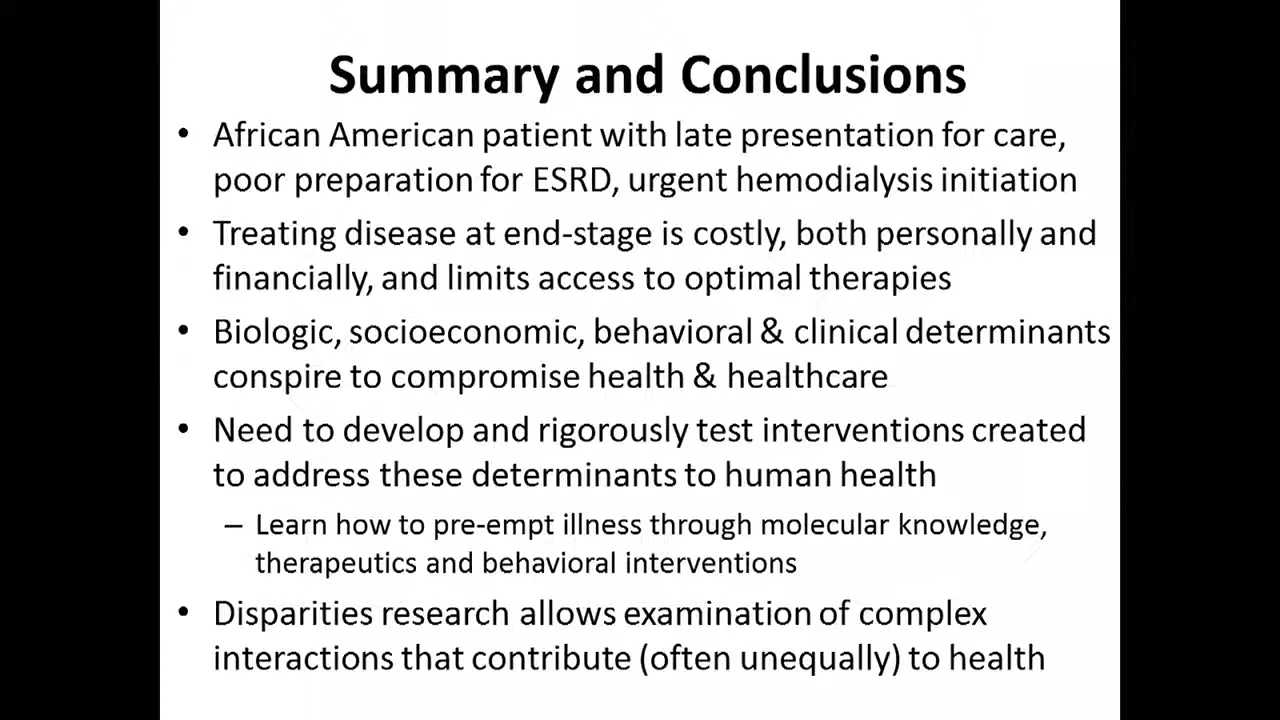 Summary and Conclusions
• African American patient with late presentation for care,
poor preparation for ESRD, urgent hemodialysis initiation
• Treating disease at end-stage is costly, both personally and
financially, and limits access to optimal therapies
• Biologic, socioeconomic, behavioral & clinical determinants
conspire to compromise health & healthcare
• Need to develop and rigorously test interventions created
to address these determinants to human health
– Learn how to pre-empt illness through molecular knowledge,
therapeutics and behavioral interventions
• Disparities research allows examination of complex
interactions that contribute (often unequally) to health